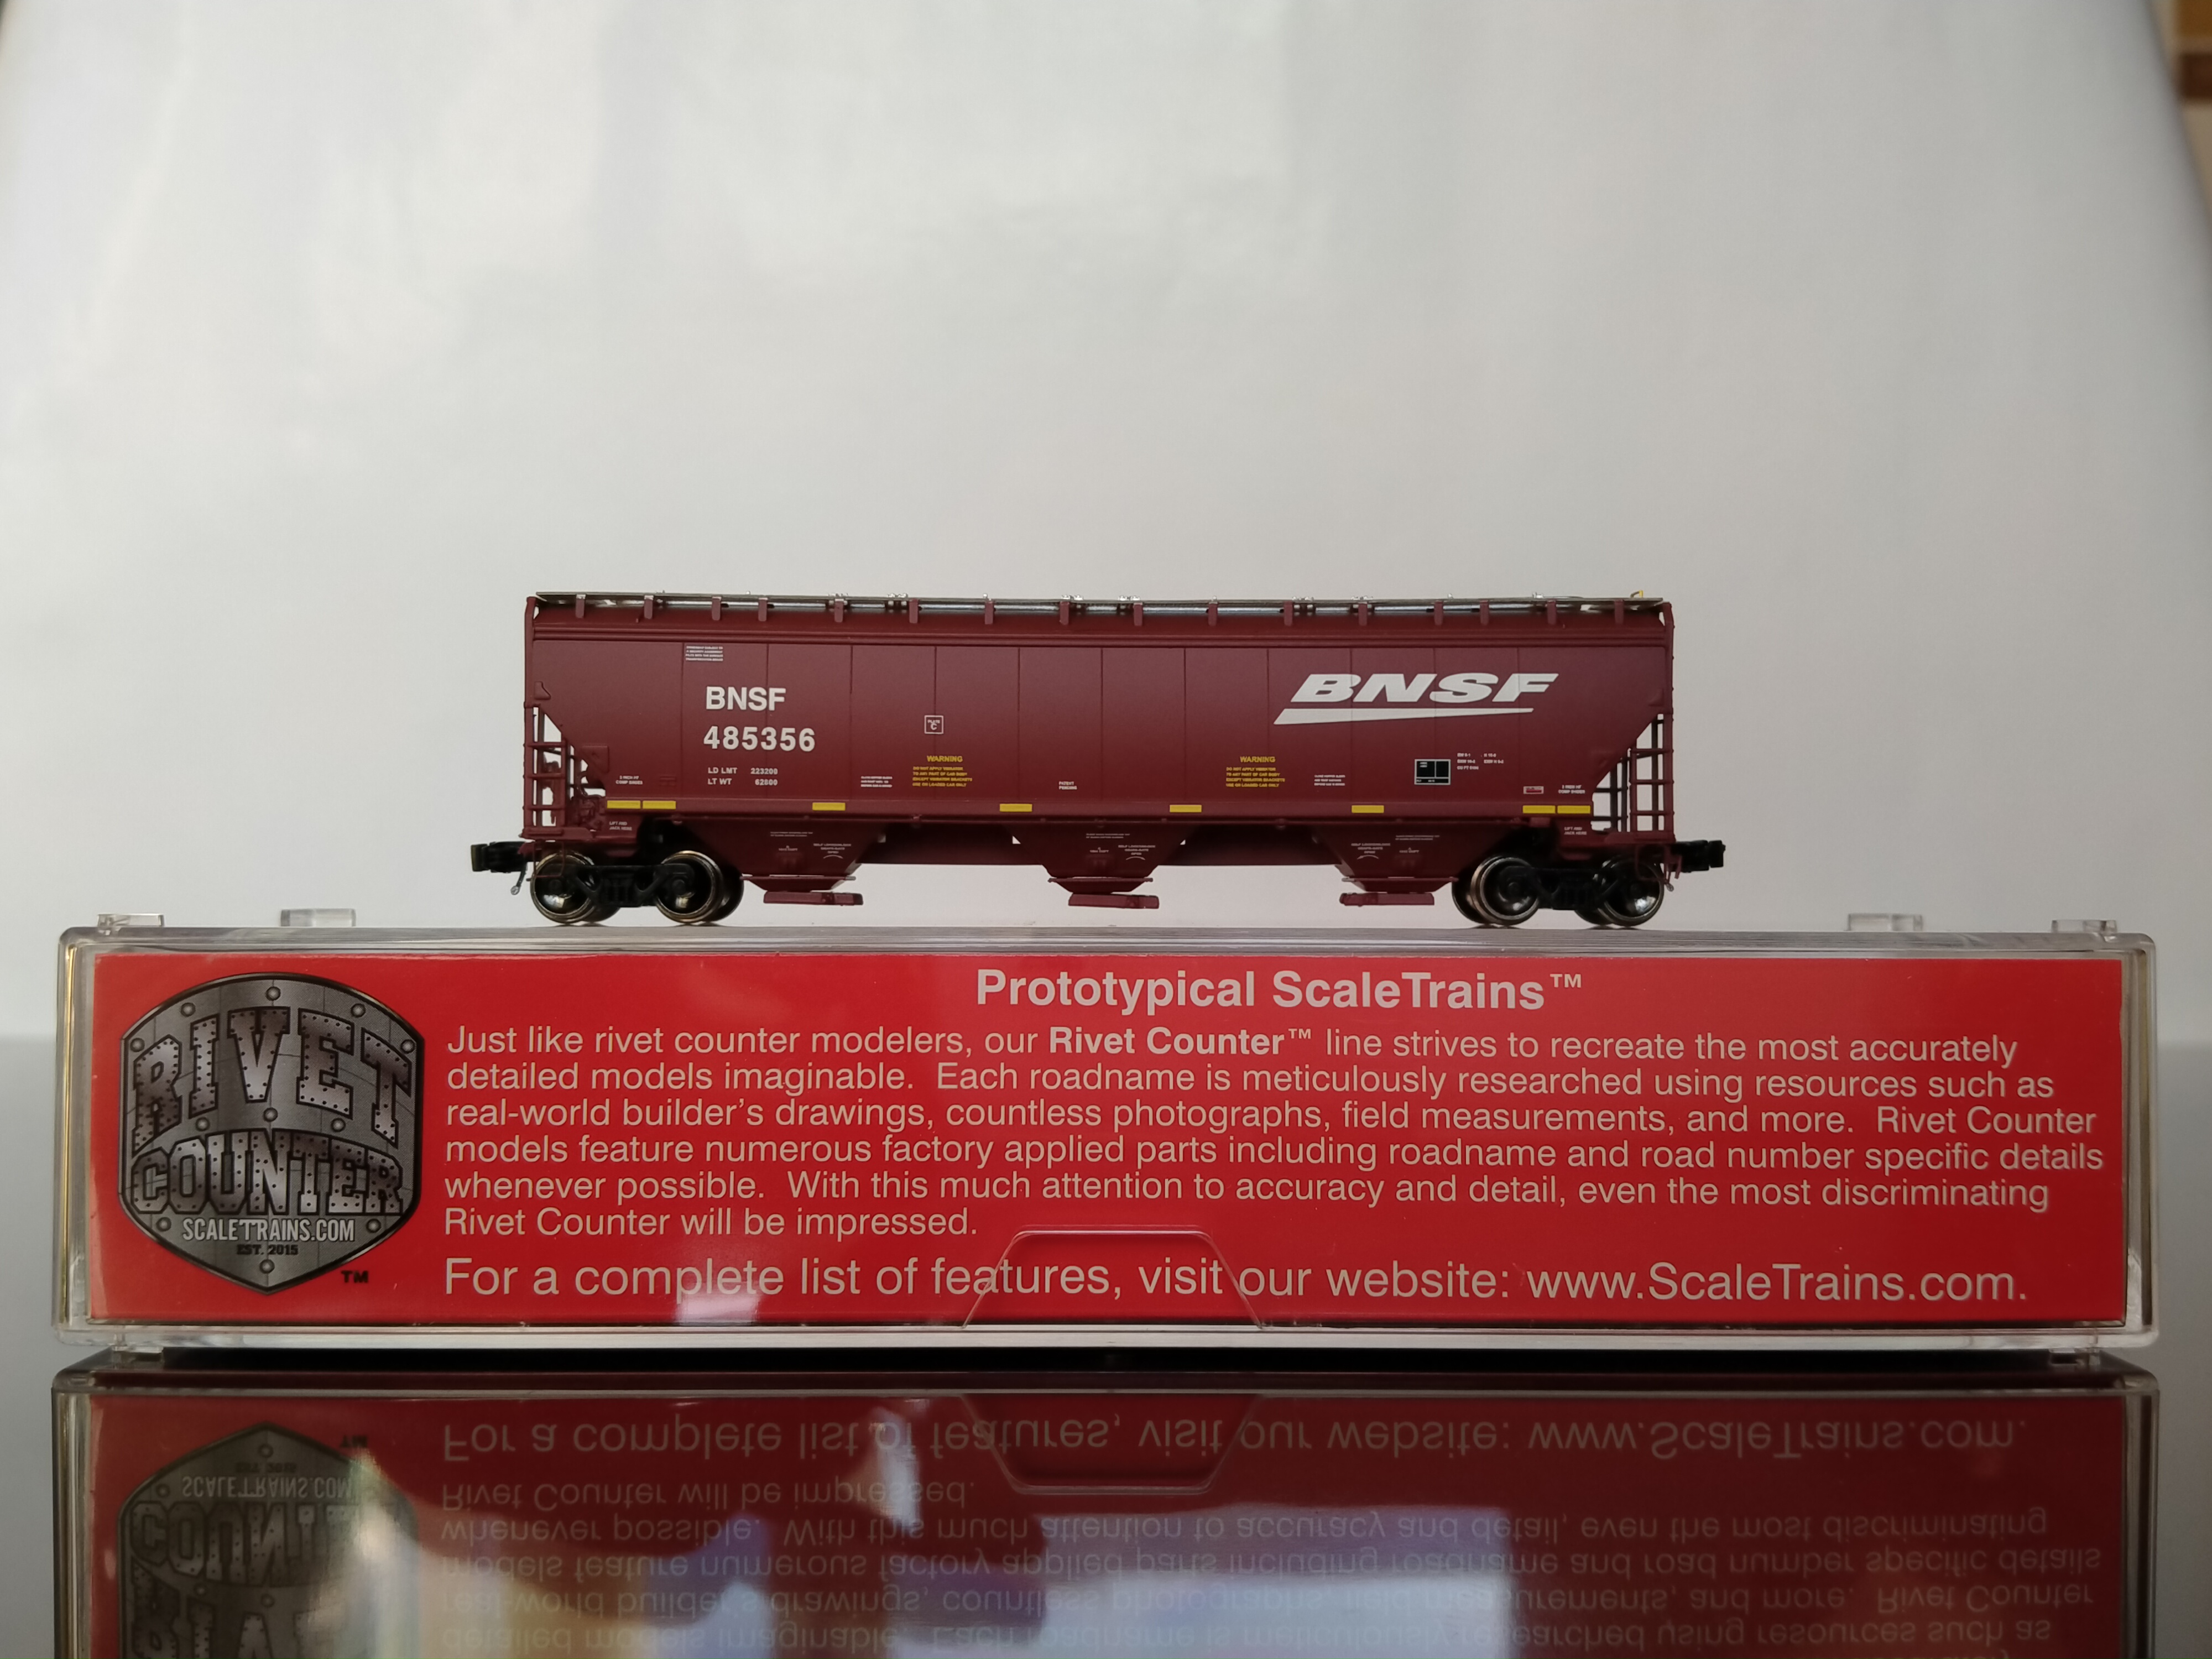 BNSF
BNSF
485356
LD LMT 223200
LT WT 62800
C
WARNING
WARNING
Prototypical ScaleTrains™
Just like rivet counter modelers, our Rivet Counter™ line strives to recreate the most accurately
detailed models imaginable. Each roadname is meticulously researched using resources such as
real-world builder's drawings, countless photographs, field measurements, and more. Rivet Counter
models feature numerous factory applied parts including roadname and road number specific details
whenever possible. With this much attention to accuracy and detail, even the most discriminating
Rivet Counter will be impressed.
For a complete list of features, visit our website: www.ScaleTrains.com.
RIVET
COUNTER
SCALETRAINS.COM
EST. 2015
TM